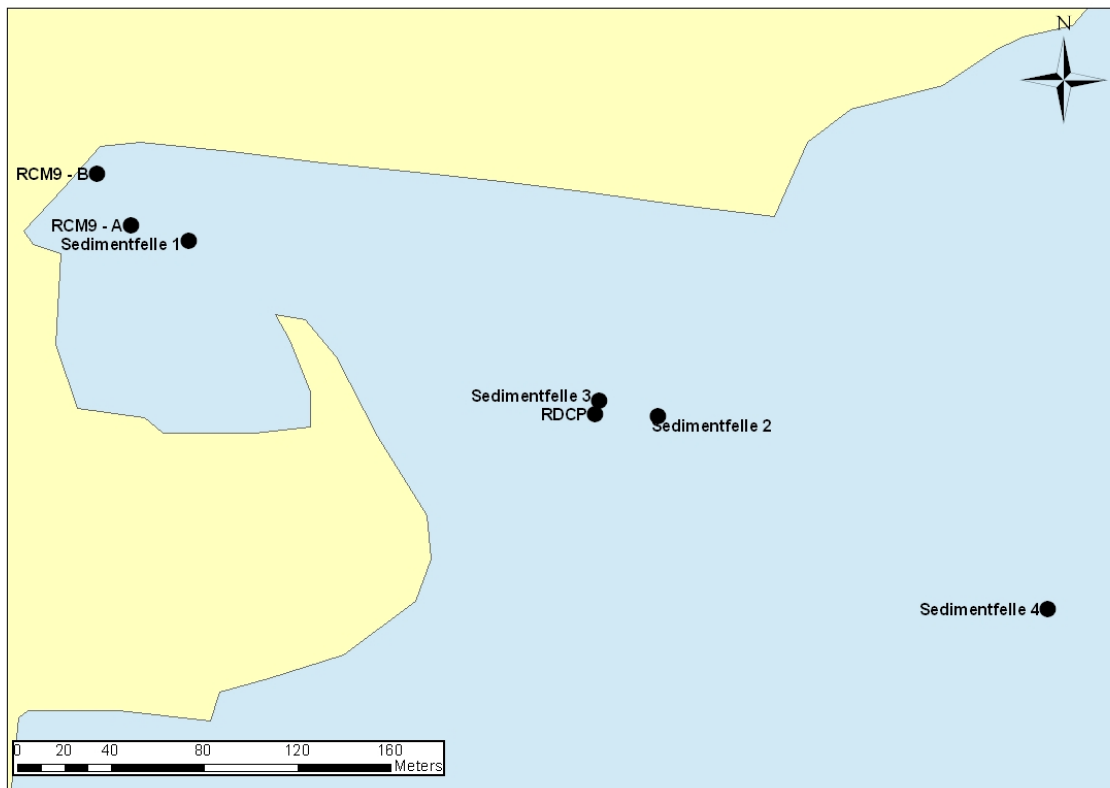 N
RCM9 - B
RCM9 - A
Sedimentfelle 1
Sedimentfelle 3
RDCP
Sedimentfelle 2
Sedimentfelle 4
0 20 40 80 120 160
Meters